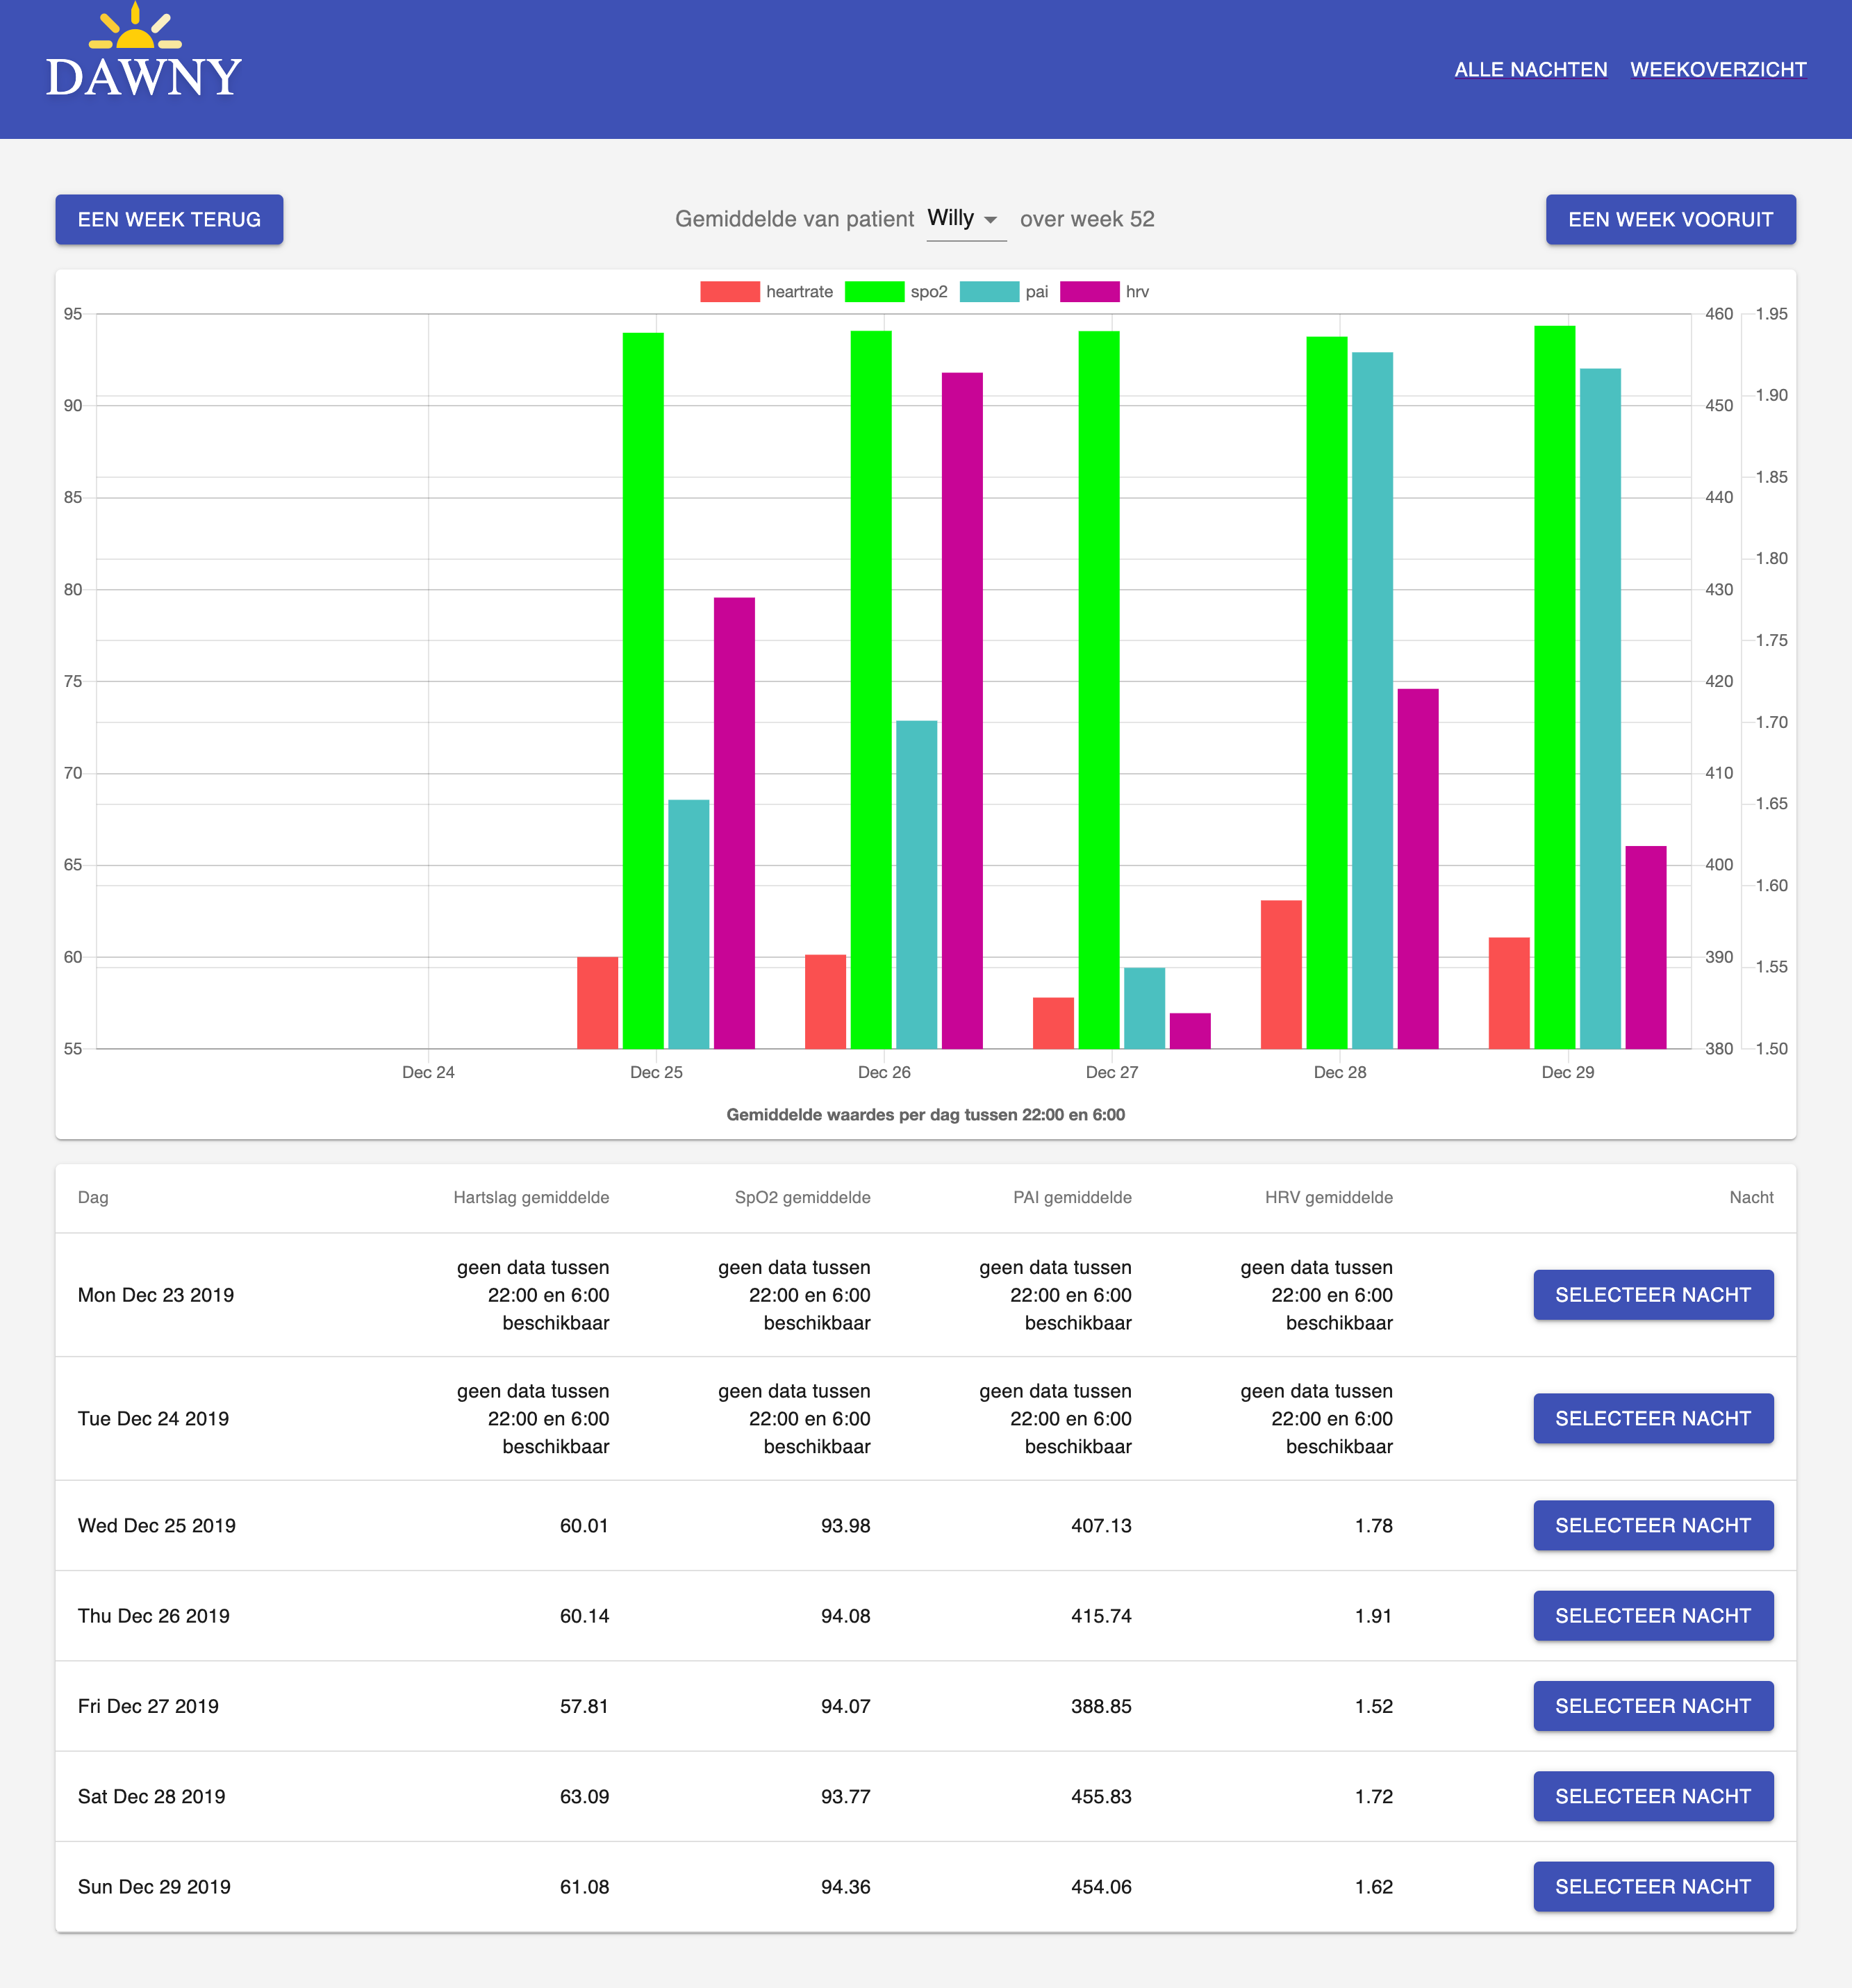 DAWNY
ALLE NACHTEN WEEKOVERZICHT
EEN WEEK TERUG
Gemiddelde van patient Willy over week 52
EEN WEEK VOORUIT
heartrate spo2 pai hrv
95 460 1.95
90 450 1.90
85 440 1.85
80 430 1.80
75 420 1.75
70 410 1.70
65 400 1.65
60 390 1.60
1.55
55 380 1.50
Dec 24 Dec 25 Dec 26 Dec 27 Dec 28 Dec 29
Gemiddelde waardes per dag tussen 22:00 en 6:00
Dag Hartslag gemiddelde SpO2 gemiddelde PAI gemiddelde HRV gemiddelde Nacht
geen data tussen geen data tussen geen data tussen geen data tussen
Mon Dec 23 2019 22:00 en 6:00 22:00 en 6:00 22:00 en 6:00 22:00 en 6:00 SELECTEER NACHT
beschikbaar beschikbaar beschikbaar beschikbaar
geen data tussen geen data tussen geen data tussen geen data tussen
Tue Dec 24 2019 22:00 en 6:00 22:00 en 6:00 22:00 en 6:00 22:00 en 6:00 SELECTEER NACHT
beschikbaar beschikbaar beschikbaar beschikbaar
Wed Dec 25 2019 60.01 93.98 407.13 1.78 SELECTEER NACHT
Thu Dec 26 2019 60.14 94.08 415.74 1.91 SELECTEER NACHT
Fri Dec 27 2019 57.81 94.07 388.85 1.52 SELECTEER NACHT
Sat Dec 28 2019 63.09 93.77 455.83 1.72 SELECTEER NACHT
Sun Dec 29 2019 61.08 94.36 454.06 1.62 SELECTEER NACHT